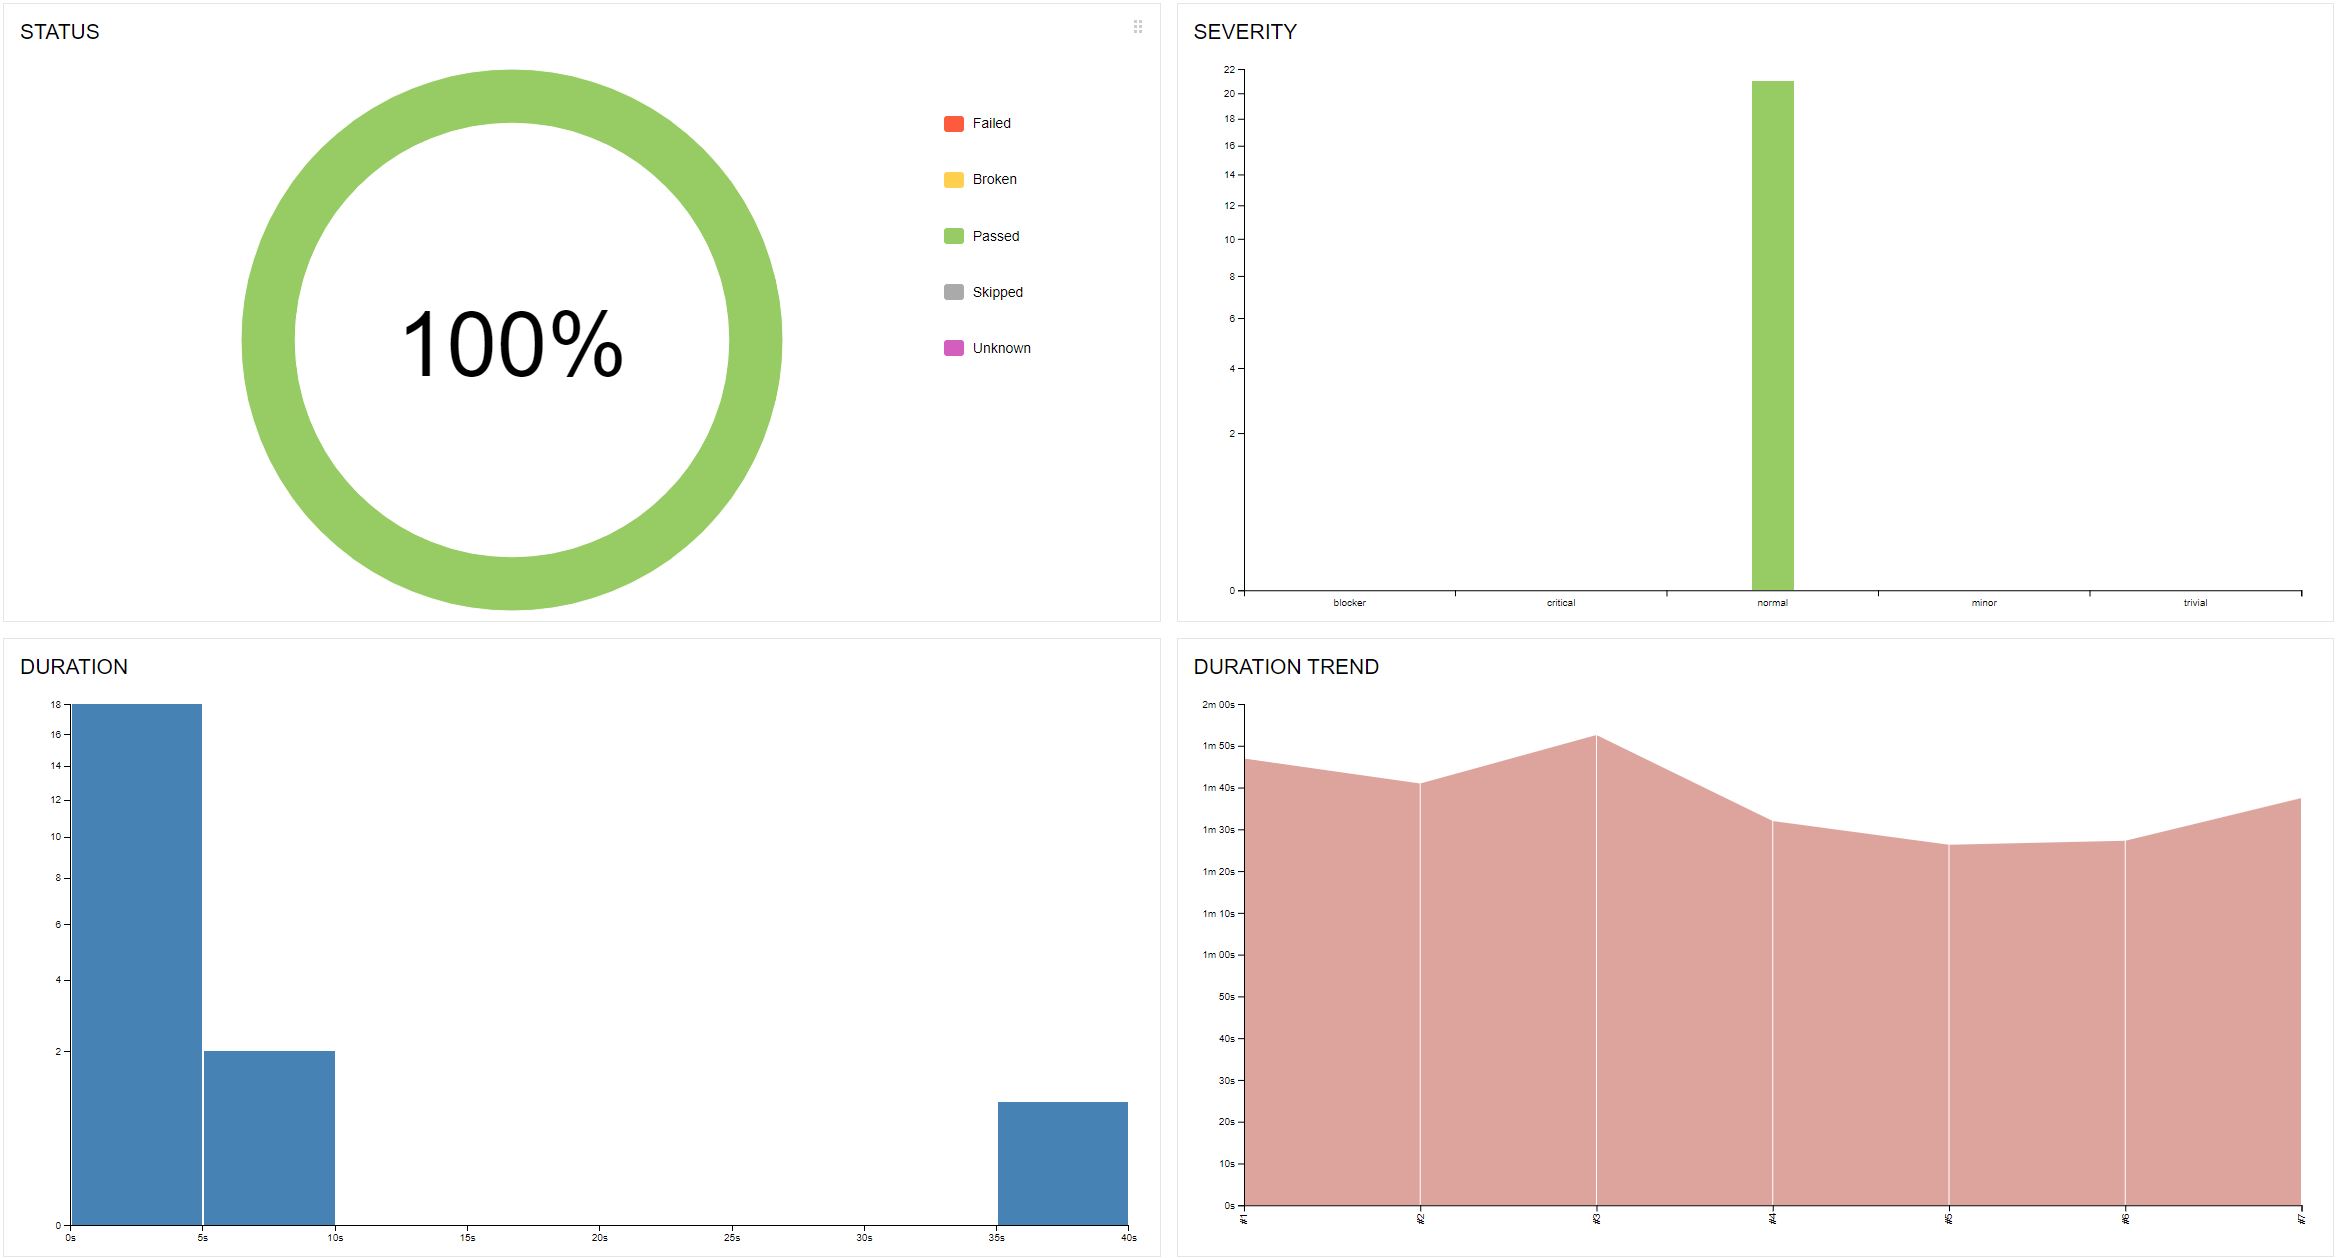 STATUS
100%
Failed
Broken
Passed
Skipped
Unknown
SEVERITY
22
20
18
16
14
12
10
8
6
4
2
0
blocker critical normal minor trivial
DURATION
18
16
14
12
10
8
6
4
2
0
0s 5s 10s 15s 20s 25s 30s 35s 40s
DURATION TREND
2m 00s
1m 50s
1m 40s
1m 30s
1m 20s
1m 10s
1m 00s
50s
40s
30s
20s
10s
0s
#1 #2 #3 #4 #5 #6 #7